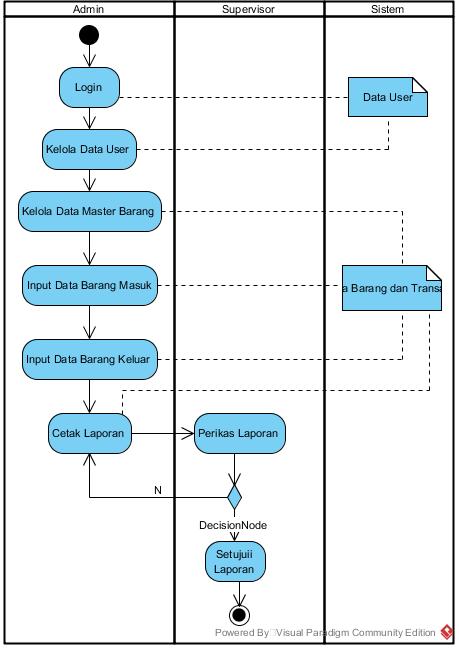 Admin
Supervisor
Sistem
Login
Data User
Kelola Data User
Kelola Data Master Barang
Input Data Barang Masuk
a Barang dan Transa
Input Data Barang Keluar
Cetak Laporan
Perikas Laporan
N
DecisionNode
Setujuii
Laporan
Powered By Visual Paradigm Community Edition